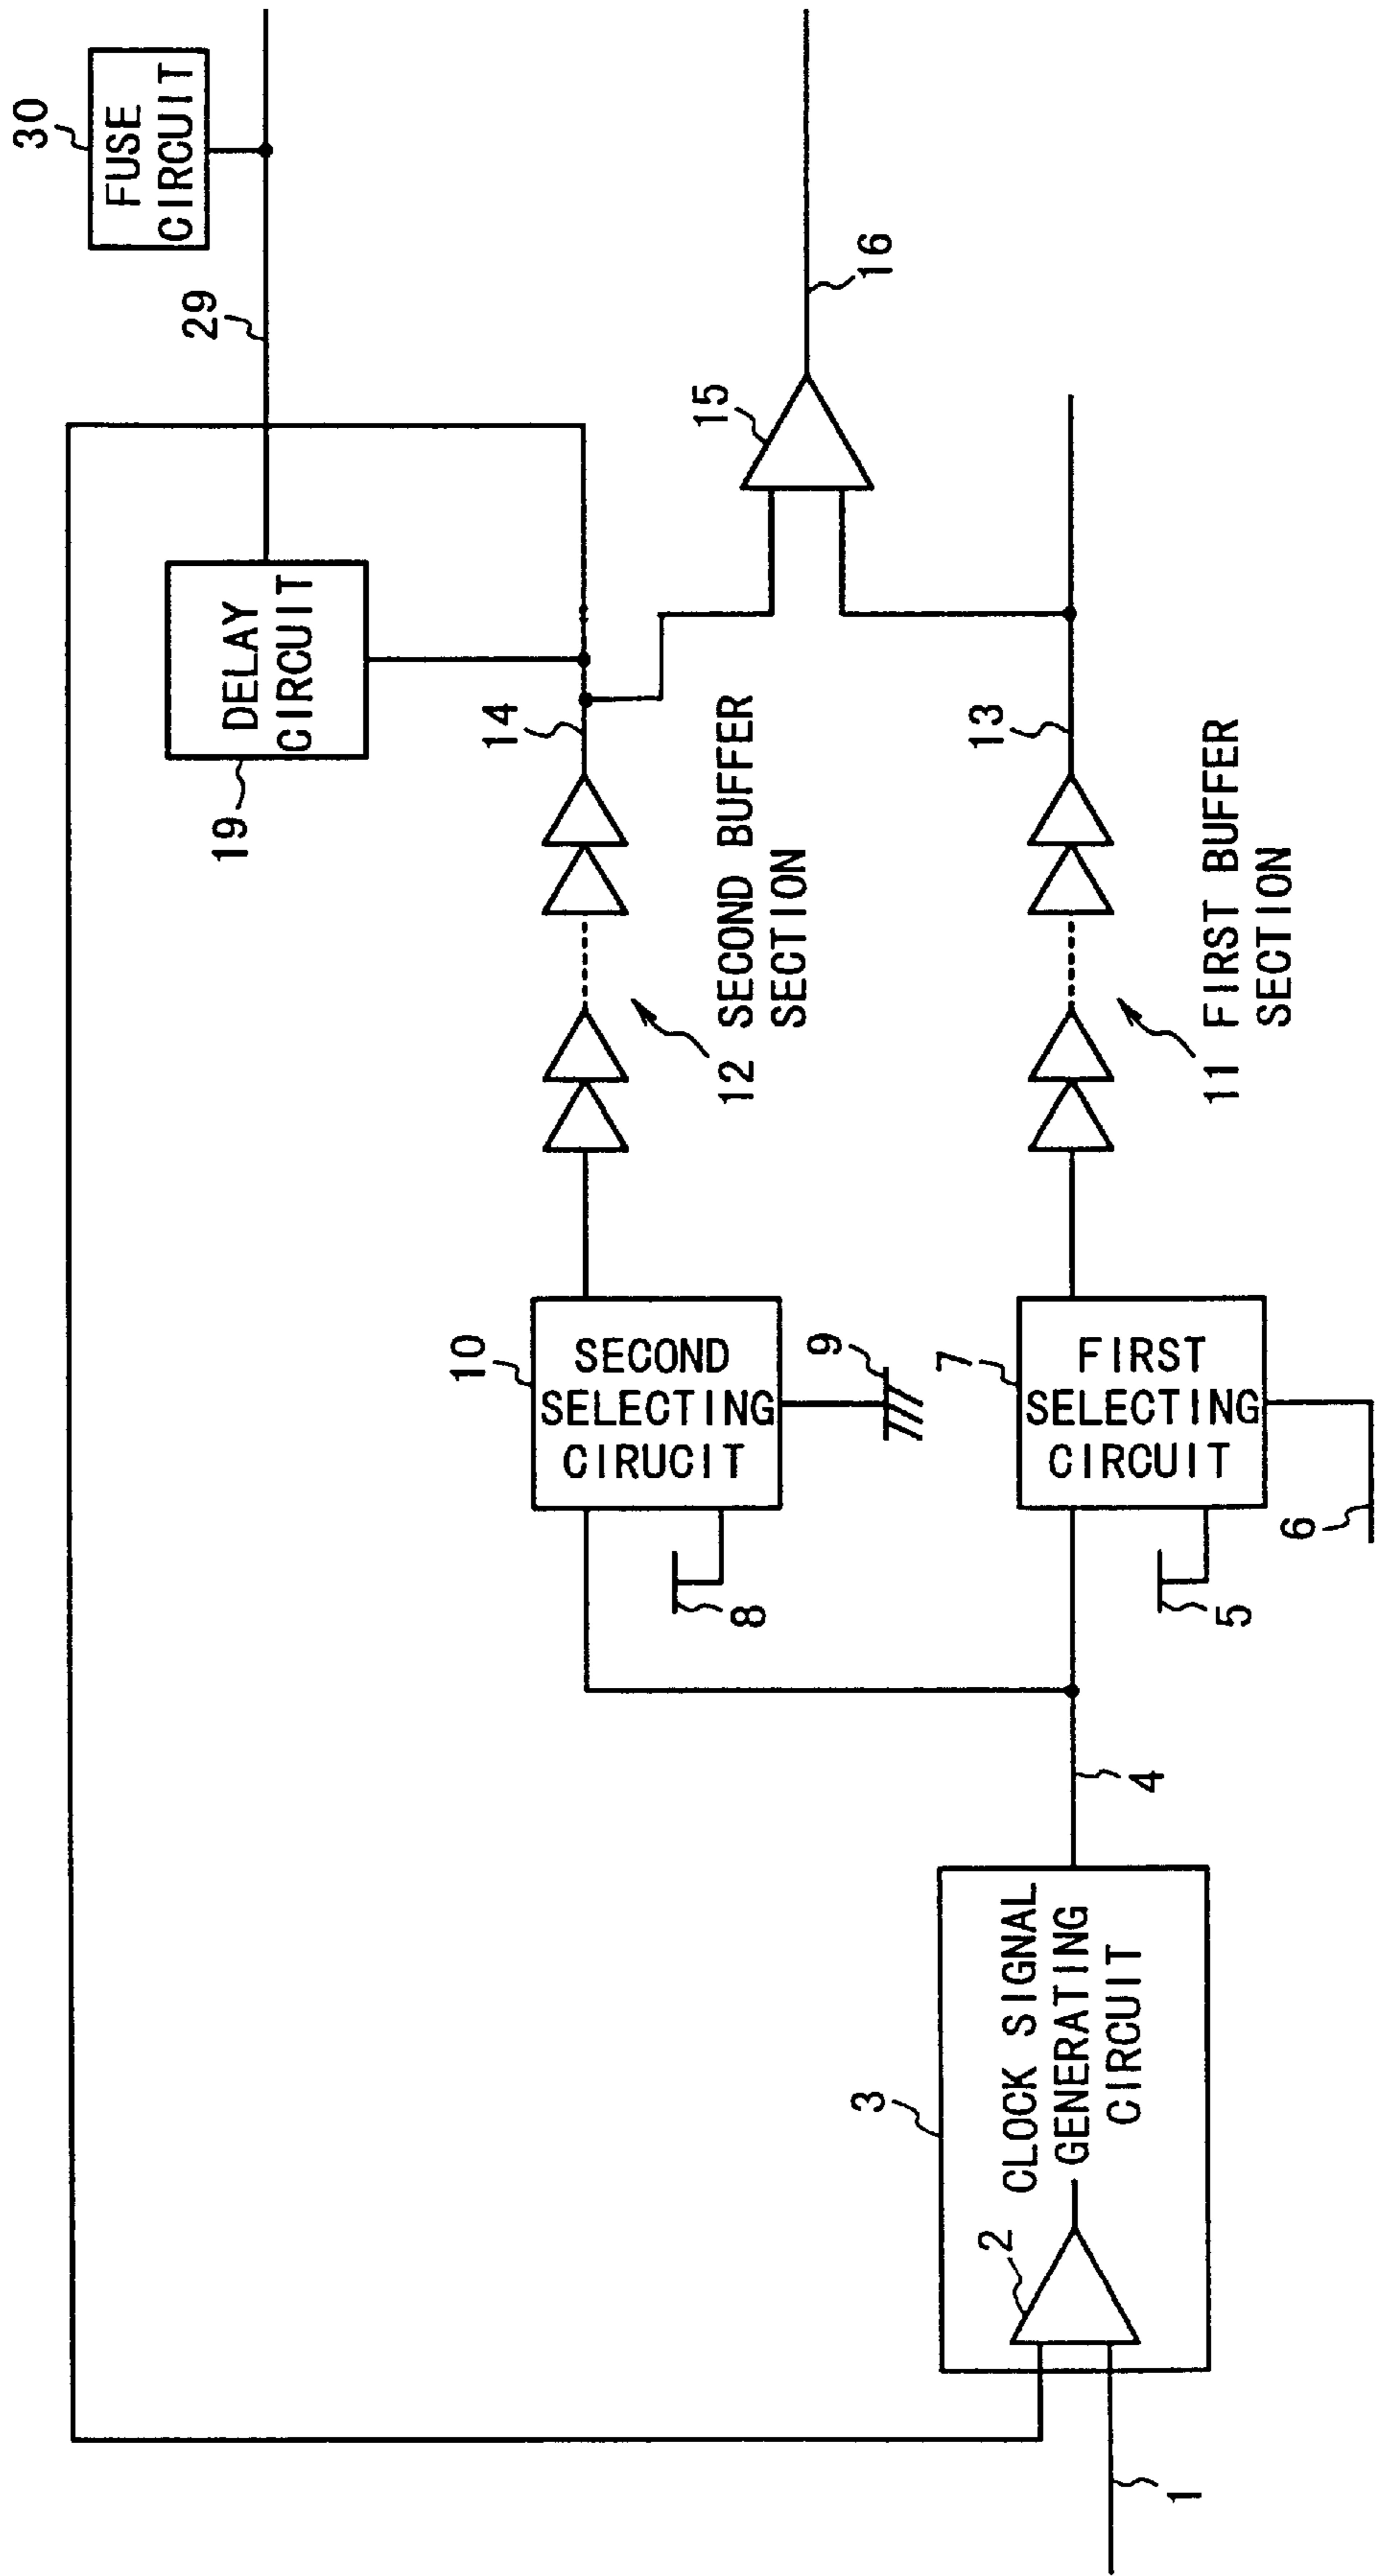 30
FUSE
CIRCUIT
29
DELAY
CIRCUIT
19
14
15
16
12 SECOND BUFFER
SECTION
13
11 FIRST BUFFER
SECTION
10
SECOND
SELECTING
CIRUCIT
9
8
7
FIRST
SELECTING
CIRCUIT
6
5
4
3
CLOCK SIGNAL
GENERATING
CIRCUIT
2
1